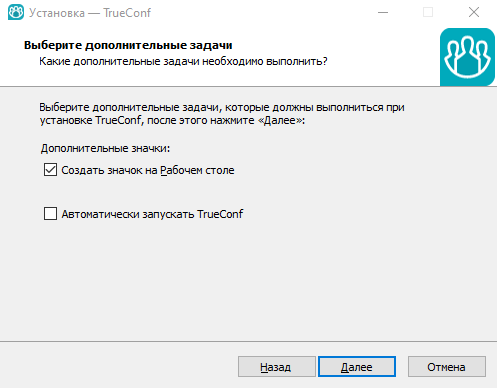 Установка — TrueConf
Выберите дополнительные задачи
Какие дополнительные задачи необходимо выполнить?
Выберите дополнительные задачи, которые должны выполниться при
установке TrueConf, после этого нажмите «Далее»:
Дополнительные значки:
Создать значок на Рабочем столе
Автоматически запускать TrueConf
Назад
Далее
Отмена